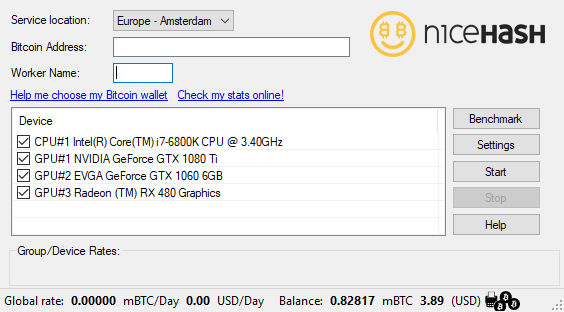 Service location: Europe - Amsterdam
niceHasH
Bitcoin Address:
Worker Name:
Help me choose my Bitcoin wallet Check my stats online!
Device
CPU#1 Intel(R) Core(TM) i7-6800K CPU @ 3.40GHz
GPU#1 NVIDIA GeForce GTX 1080 Ti
GPU#2 EVGA GeForce GTX 1060 6GB
GPU#3 Radeon (TM) RX 480 Graphics
Benchmark
Settings
Start
Stop
Help
Group/Device Rates:
Global rate: 0.00000 mBTC/Day 0.00 USD/Day Balance: 0.82817 mBTC 3.89 (USD)